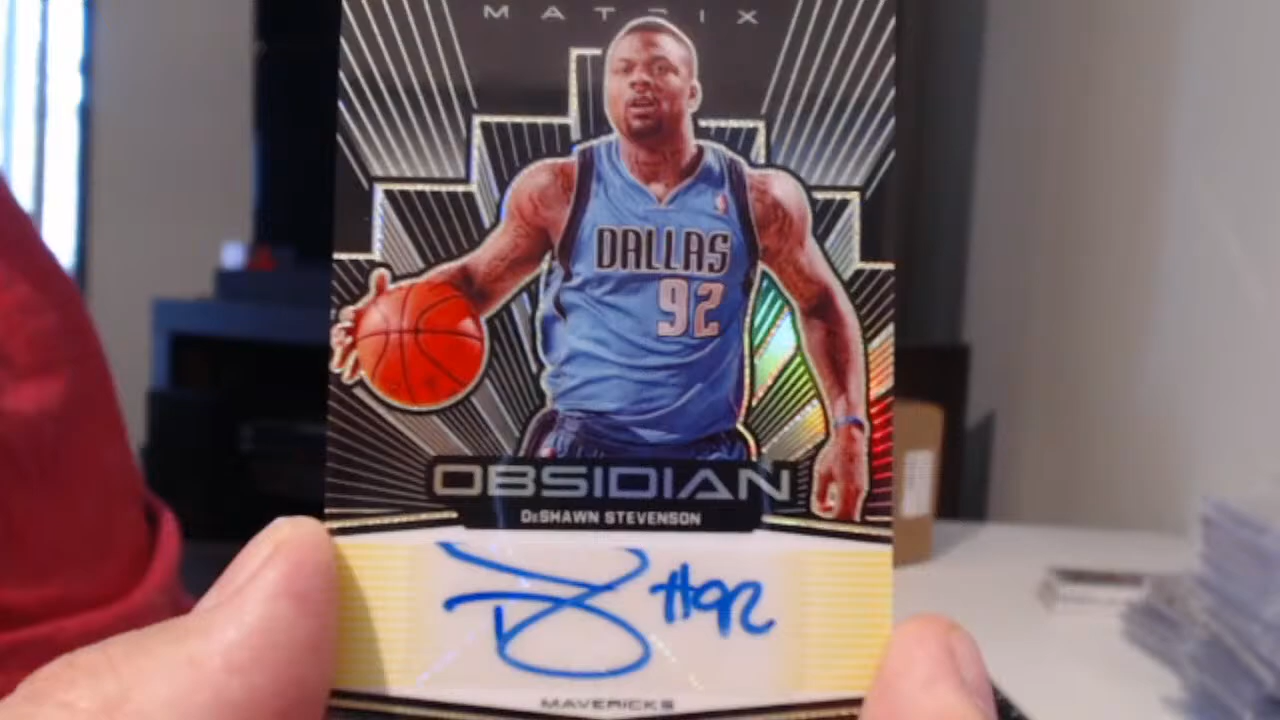 MATRIX
DALLAS
92
OBSIDIAN
DeSHAWN STEVENSON
#92
MAVERICKS